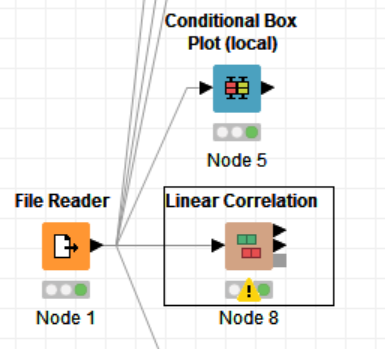 Conditional Box
Plot (local)
Node 5
File Reader
Linear Correlation
Node 1
Node 8